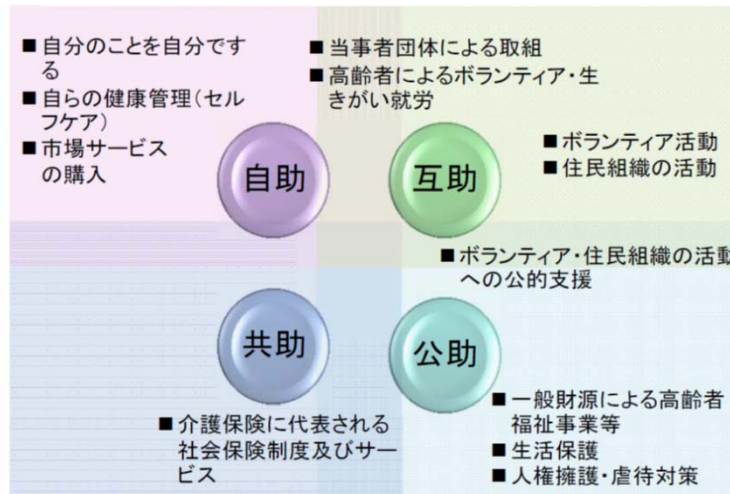 ■自分のことを自分です
る
■自らの健康管理（セル
フケア）
■市場サービス
の購入
■当事者団体による取組
■高齢者によるボランティア・生
きがい就労
■ボランティア活動
■住民組織の活動
自助
互助
■ボランティア・住民組織の活動
への公的支援
共助
公助
■介護保険に代表される
社会保険制度及びサー
ビス
■一般財源による高齢者
福祉事業等
■生活保護
■人権擁護・虐待対策